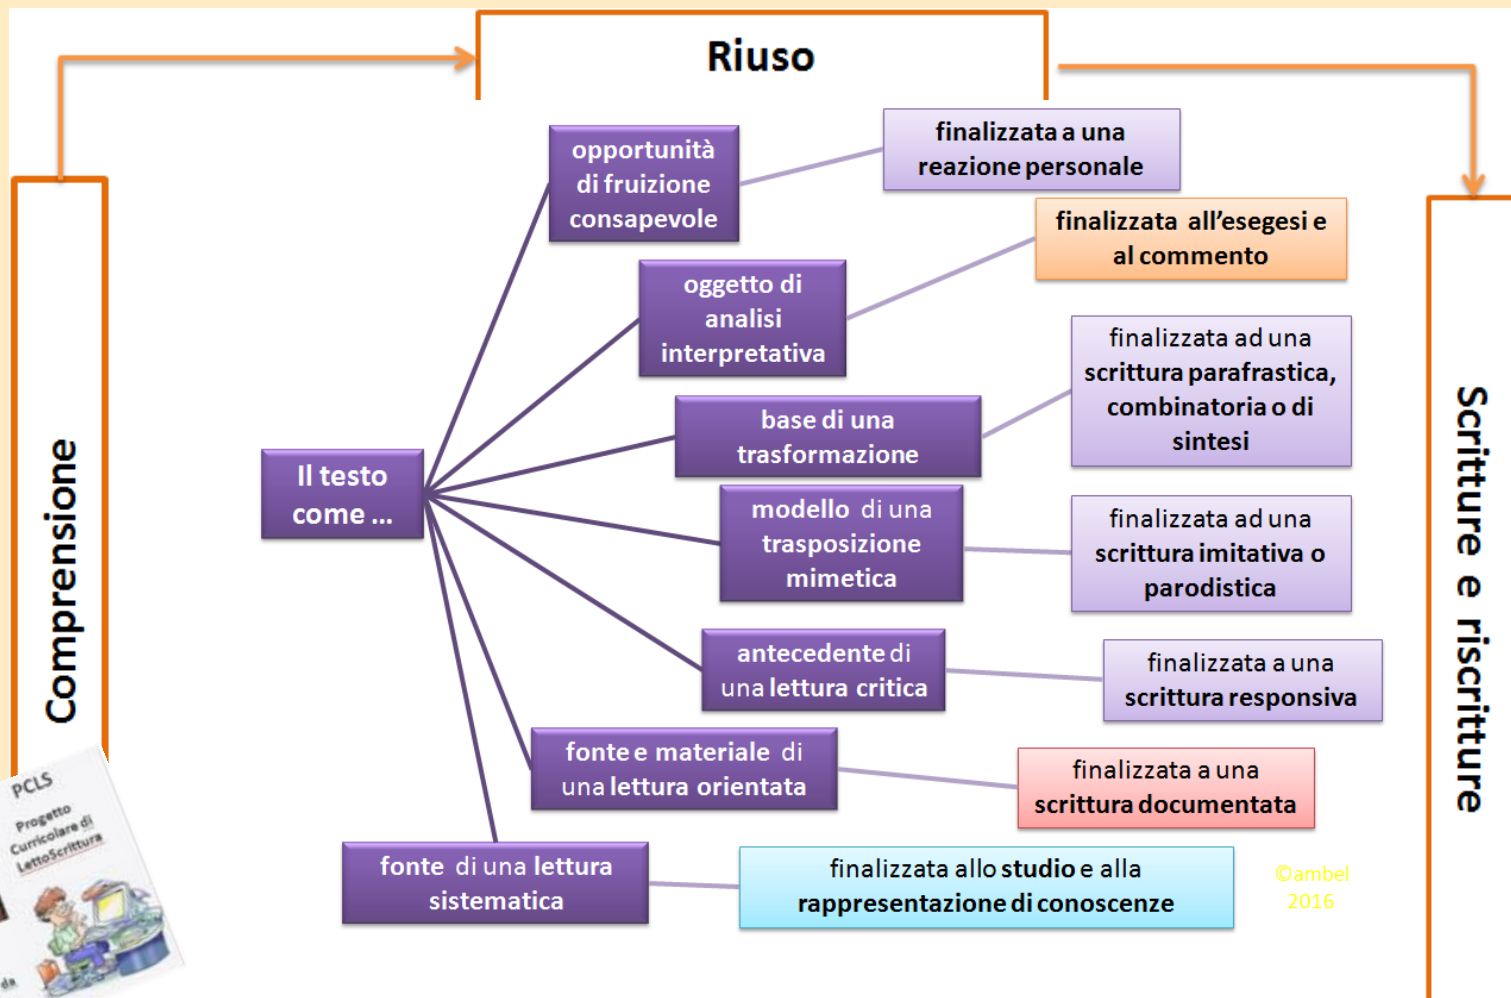 Riuso
Comprensione
Scritture e riscritture
Il testo
come ...
opportunità
di fruizione
consapevole
finalizzata a una
reazione personale
oggetto di
analisi
interpretativa
finalizzata all'esegesi e
al commento
base di una
trasformazione
finalizzata ad una
scrittura parafrastica,
combinatoria o di
sintesi
modello di una
trasposizione
mimetica
finalizzata ad una
scrittura imitativa o
parodistica
antecedente di
una lettura critica
finalizzata a una
scrittura responsiva
fonte e materiale di
una lettura orientata
finalizzata a una
scrittura documentata
fonte di una lettura
sistematica
finalizzata allo studio e alla
rappresentazione di conoscenze
©ambel
2016
PCLS
Progetto
Curricolare di
LettoScrittura
da